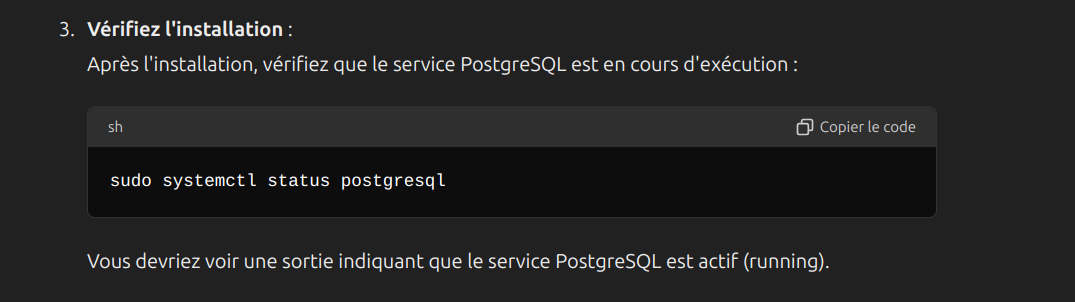 3. Vérifiez l'installation :
Après l'installation, vérifiez que le service PostgreSQL est en cours d'exécution :
sh Copier le code
sudo systemctl status postgresql
Vous devriez voir une sortie indiquant que le service PostgreSQL est actif (running).